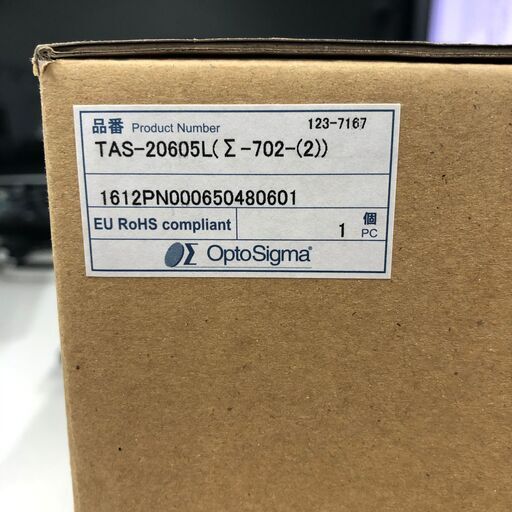 品番 Product Number 123-7167
TAS-20605L(Σ-702-(2))
1612PN000650480601
EU RoHS compliant 1 個 PC
OptoSigma®